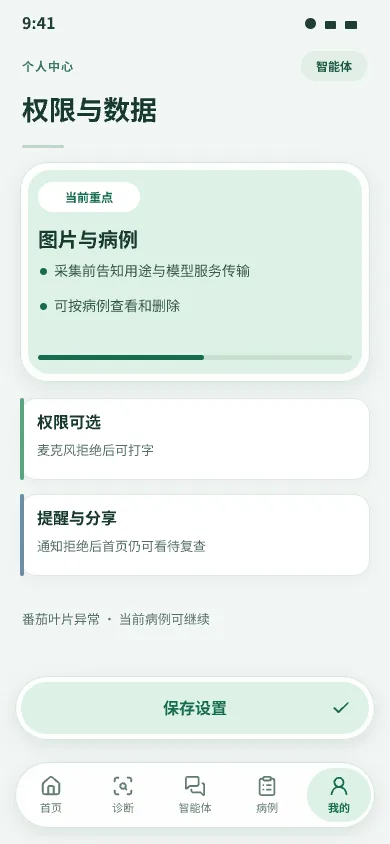 9:41
个人中心
智能体
权限与数据
当前重点
图片与病例
采集前告知用途与模型服务传输
可按病例查看和删除
权限可选
麦克风拒绝后可打字
提醒与分享
通知拒绝后首页仍可看待复查
番茄叶片异常 · 当前病例可继续
保存设置
首页
诊断
智能体
病例
我的